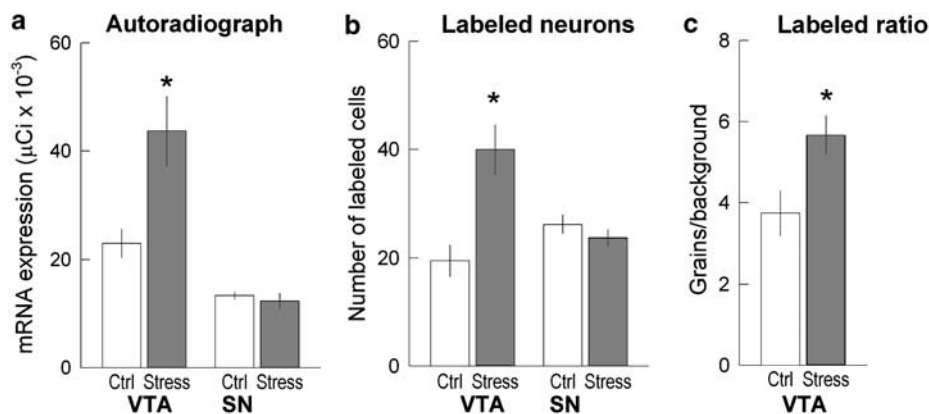 a Autoradiograph
mRNA expression (µCi x 10⁻³)
60
40
20
0
*
Ctrl Stress Ctrl Stress
VTA SN
b Labeled neurons
Number of labeled cells
60
40
20
0
*
Ctrl Stress Ctrl Stress
VTA SN
c Labeled ratio
Grains/background
8
6
4
2
0
*
Ctrl Stress
VTA